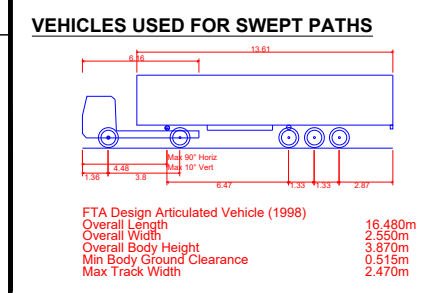 VEHICLES USED FOR SWEPT PATHS
13.61
6.16
Max 90° Horiz
Max 10° Vert
4.48
1.36 3.8
6.47 1.33 1.33 2.87
FTA Design Articulated Vehicle (1998)
Overall Length 16.480m
Overall Width 2.550m
Overall Body Height 3.870m
Min Body Ground Clearance 0.515m
Max Track Width 2.470m